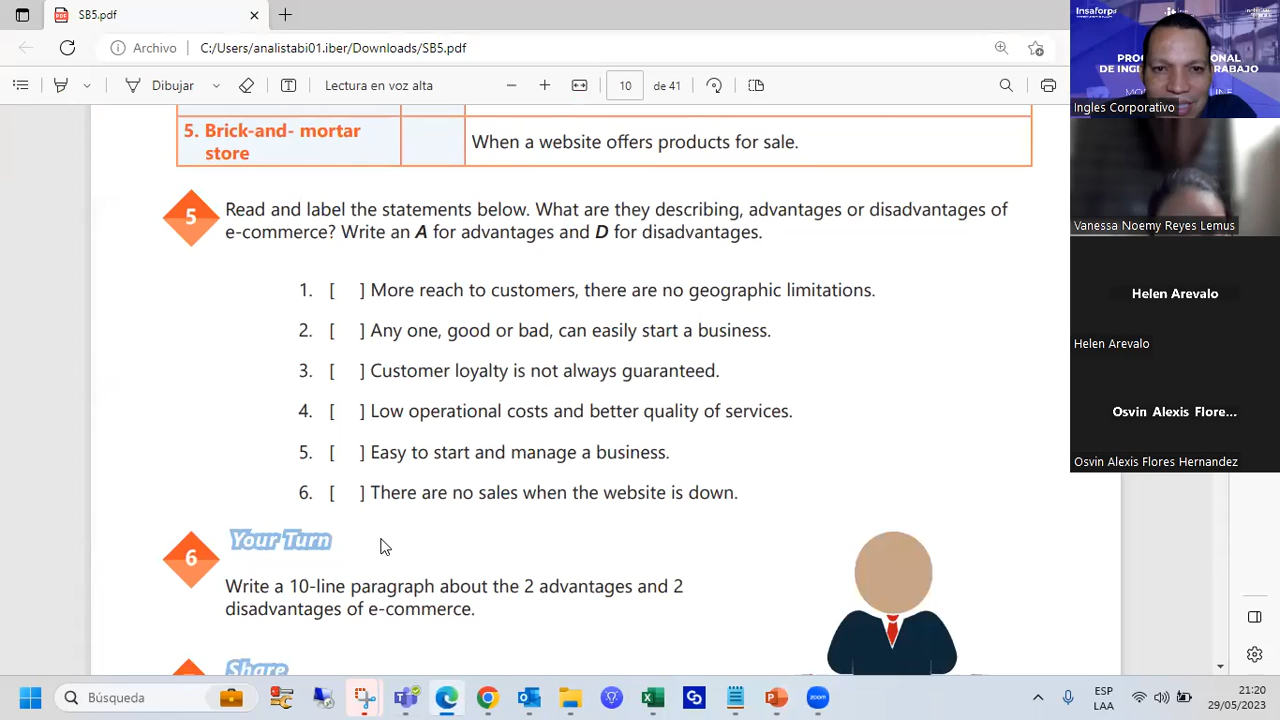 SB5.pdf
Archivo
C:/Users/analistabi01.iber/Downloads/SB5.pdf
Dibujar
Lectura en voz alta
10
de 41
5. Brick-and- mortar
store
When a website offers products for sale.
5
Read and label the statements below. What are they describing, advantages or disadvantages of
e-commerce? Write an A for advantages and D for disadvantages.
1. [ ] More reach to customers, there are no geographic limitations.
2. [ ] Any one, good or bad, can easily start a business.
3. [ ] Customer loyalty is not always guaranteed.
4. [ ] Low operational costs and better quality of services.
5. [ ] Easy to start and manage a business.
6. [ ] There are no sales when the website is down.
6
Your Turn
Write a 10-line paragraph about the 2 advantages and 2
disadvantages of e-commerce.
Share
Insaforp
Ingles Corporativo
Vanessa Noemy Reyes Lemus
Helen Arevalo
Helen Arevalo
Osvin Alexis Flore...
Osvin Alexis Flores Hernandez
Búsqueda
ESP
LAA
21:20
29/05/2023